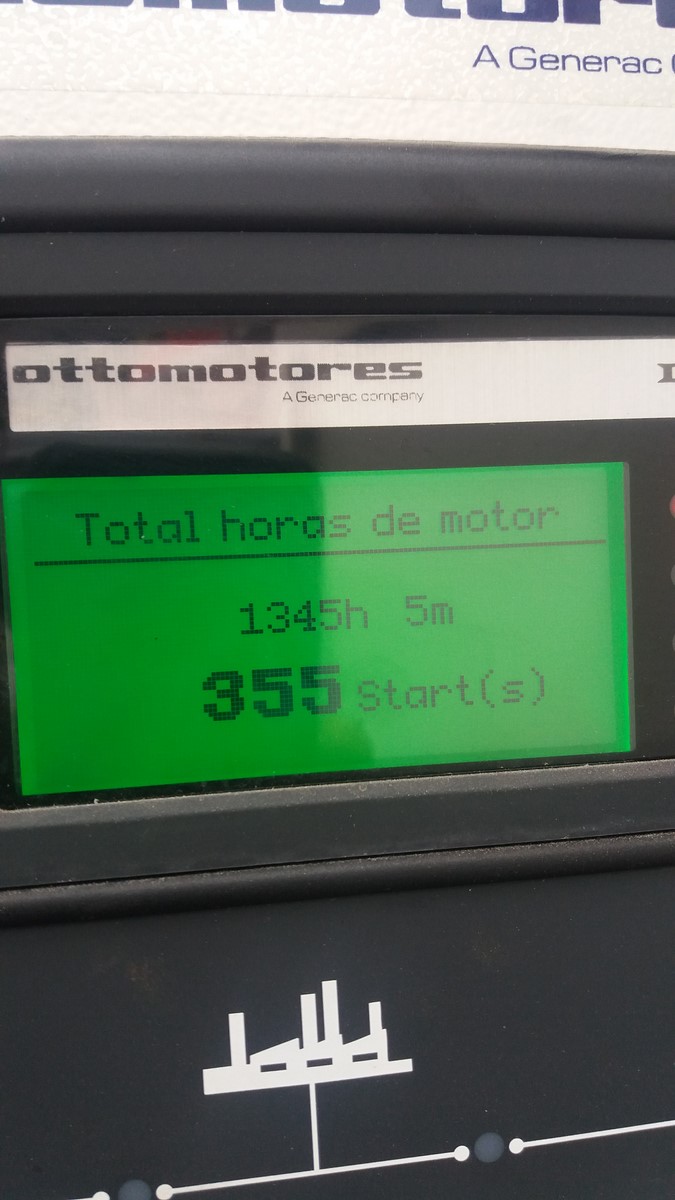 A Generac
ottomotores
A Generac company
Total horas de motor
1345h 5m
355 Start(s)